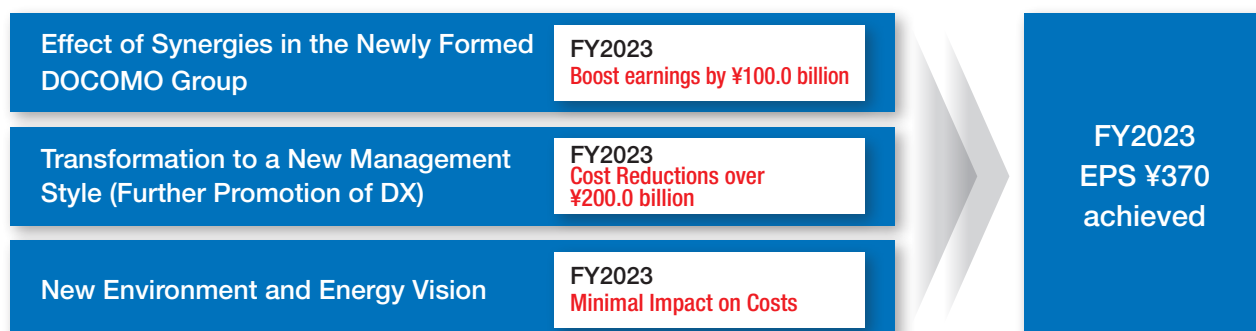 Effect of Synergies in the Newly Formed
DOCOMO Group
FY2023
Boost earnings by ¥100.0 billion
Transformation to a New Management
Style (Further Promotion of DX)
FY2023
Cost Reductions over
¥200.0 billion
New Environment and Energy Vision
FY2023
Minimal Impact on Costs
FY2023
EPS ¥370
achieved